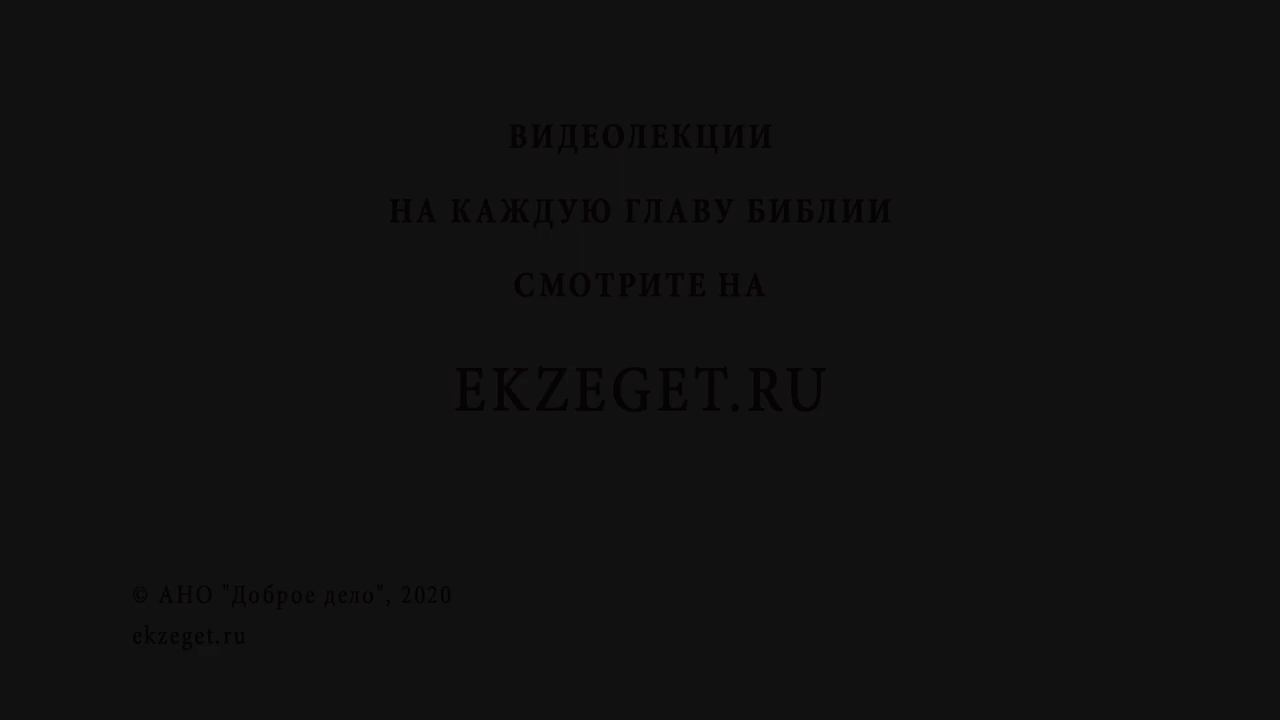 ВИДЕОЛЕКЦИИ
НА КАЖДУЮ ГЛАВУ БИБЛИИ
СМОТРИТЕ НА
EKZEGET.RU
© АНО "Доброе дело", 2020
ekzeget.ru